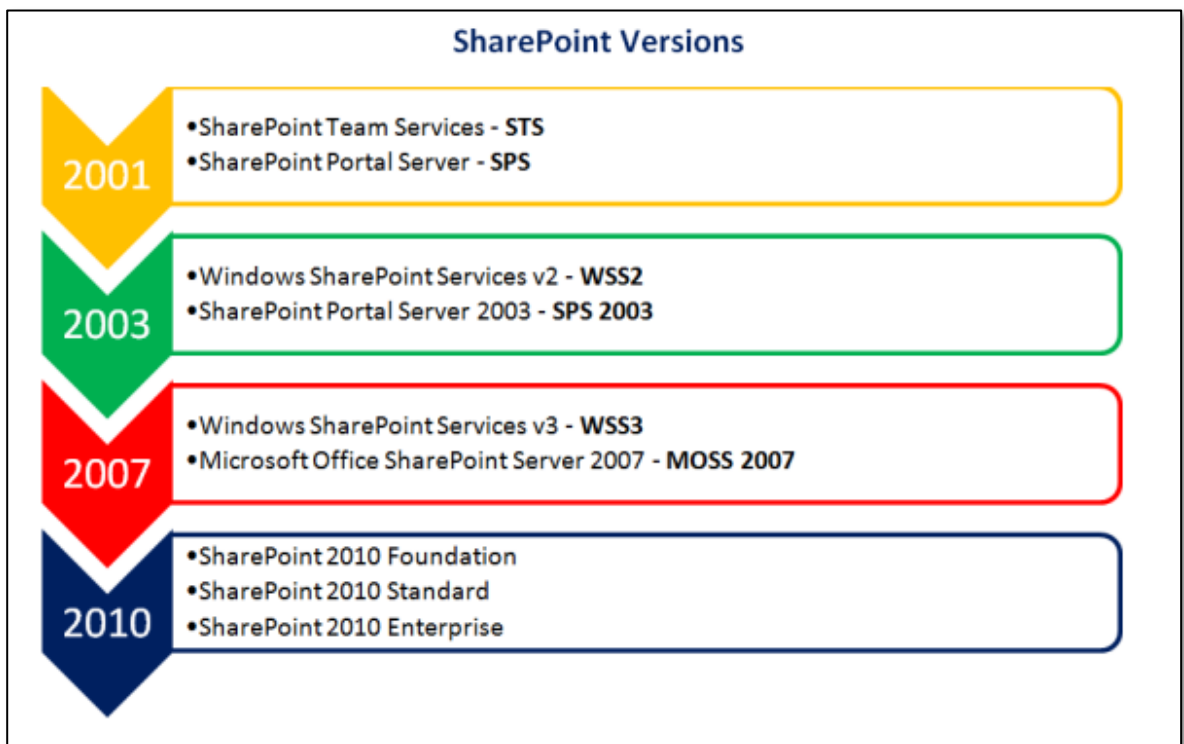 SharePoint Versions
2001
•SharePoint Team Services - STS
•SharePoint Portal Server - SPS
2003
•Windows SharePoint Services v2 - WSS2
•SharePoint Portal Server 2003 - SPS 2003
2007
•Windows SharePoint Services v3 - WSS3
•Microsoft Office SharePoint Server 2007 - MOSS 2007
2010
•SharePoint 2010 Foundation
•SharePoint 2010 Standard
•SharePoint 2010 Enterprise